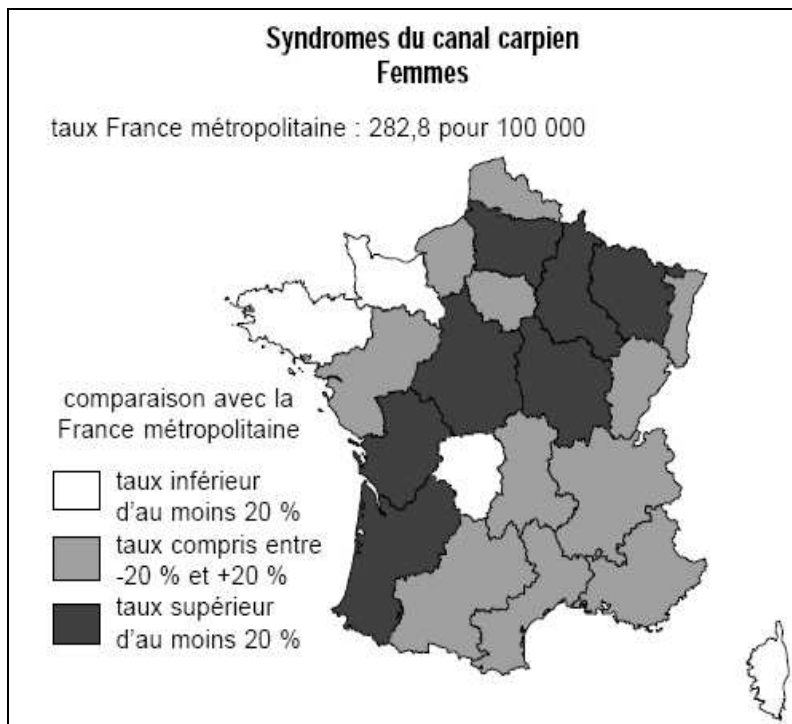 Syndromes du canal carpien
Femmes
taux France métropolitaine : 282,8 pour 100 000
comparaison avec la
France métropolitaine
taux inférieur
d'au moins 20 %
taux compris entre
-20 % et +20 %
taux supérieur
d'au moins 20 %